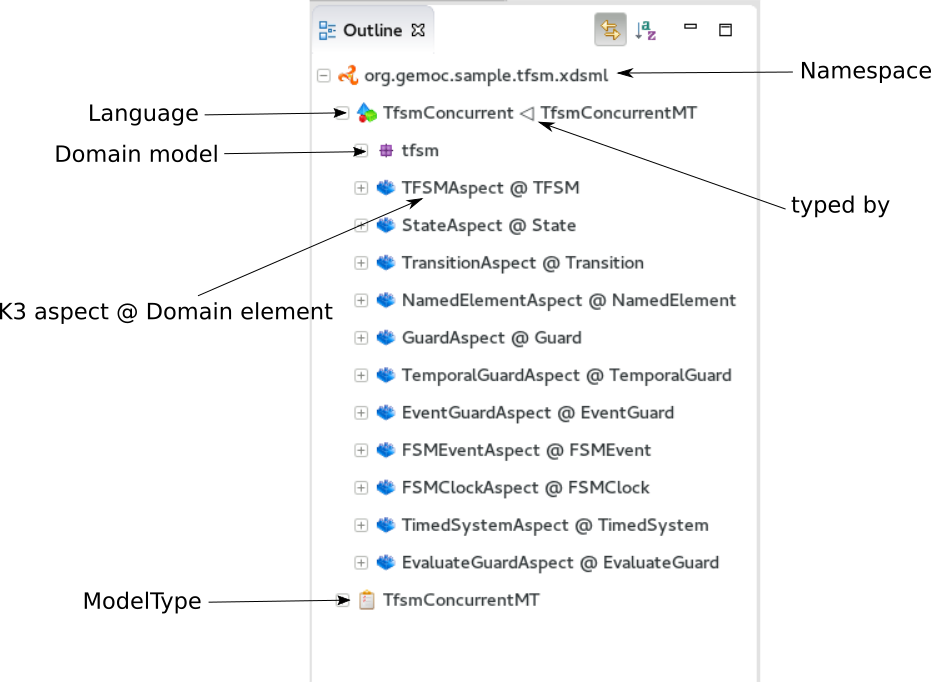 Outline
a
z
org.gemoc.sample.tfsm.xdsml
Namespace
Language
TfsmConcurrent ◁ TfsmConcurrentMT
Domain model
tfsm
TFSMAspect @ TFSM
typed by
StateAspect @ State
TransitionAspect @ Transition
NamedElementAspect @ NamedElement
K3 aspect @ Domain element
GuardAspect @ Guard
TemporalGuardAspect @ TemporalGuard
EventGuardAspect @ EventGuard
FSMEventAspect @ FSMEvent
FSMClockAspect @ FSMClock
TimedSystemAspect @ TimedSystem
EvaluateGuardAspect @ EvaluateGuard
ModelType
TfsmConcurrentMT